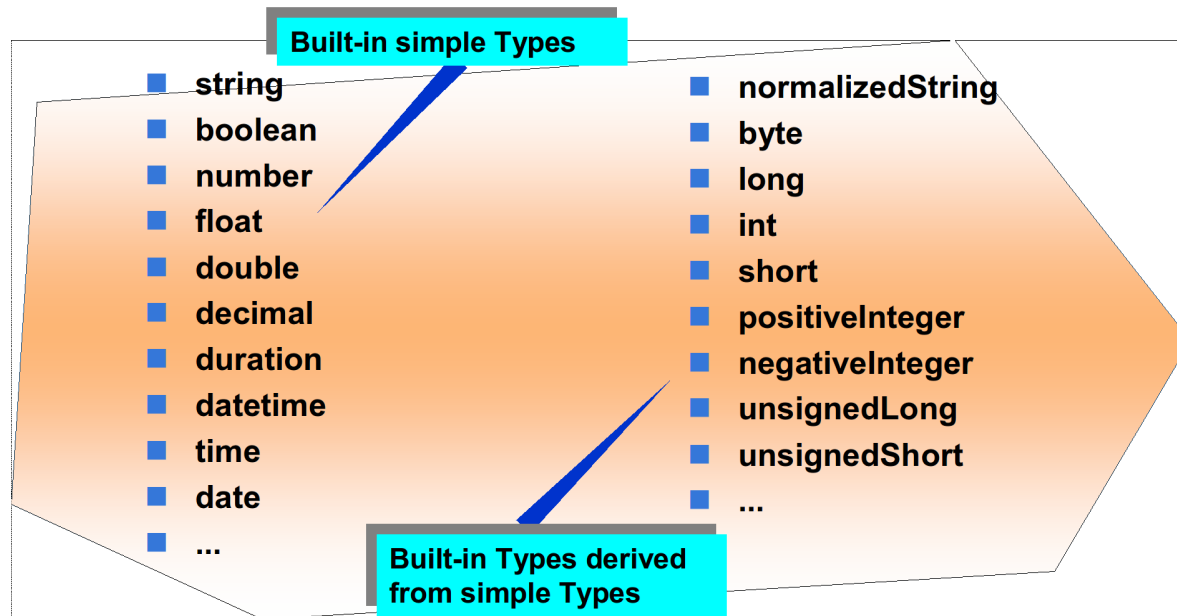 Built-in simple Types
string
boolean
number
float
double
decimal
duration
datetime
time
date
...
normalizedString
byte
long
int
short
positiveInteger
negativeInteger
unsignedLong
unsignedShort
...
Built-in Types derived
from simple Types